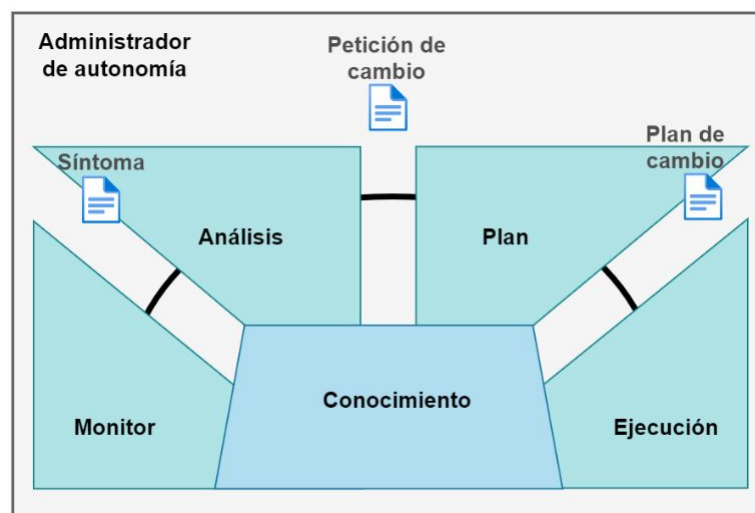 Administrador
de autonomía
Petición de
cambio
Plan de
cambio
Síntoma
Análisis
Plan
Conocimiento
Monitor
Ejecución